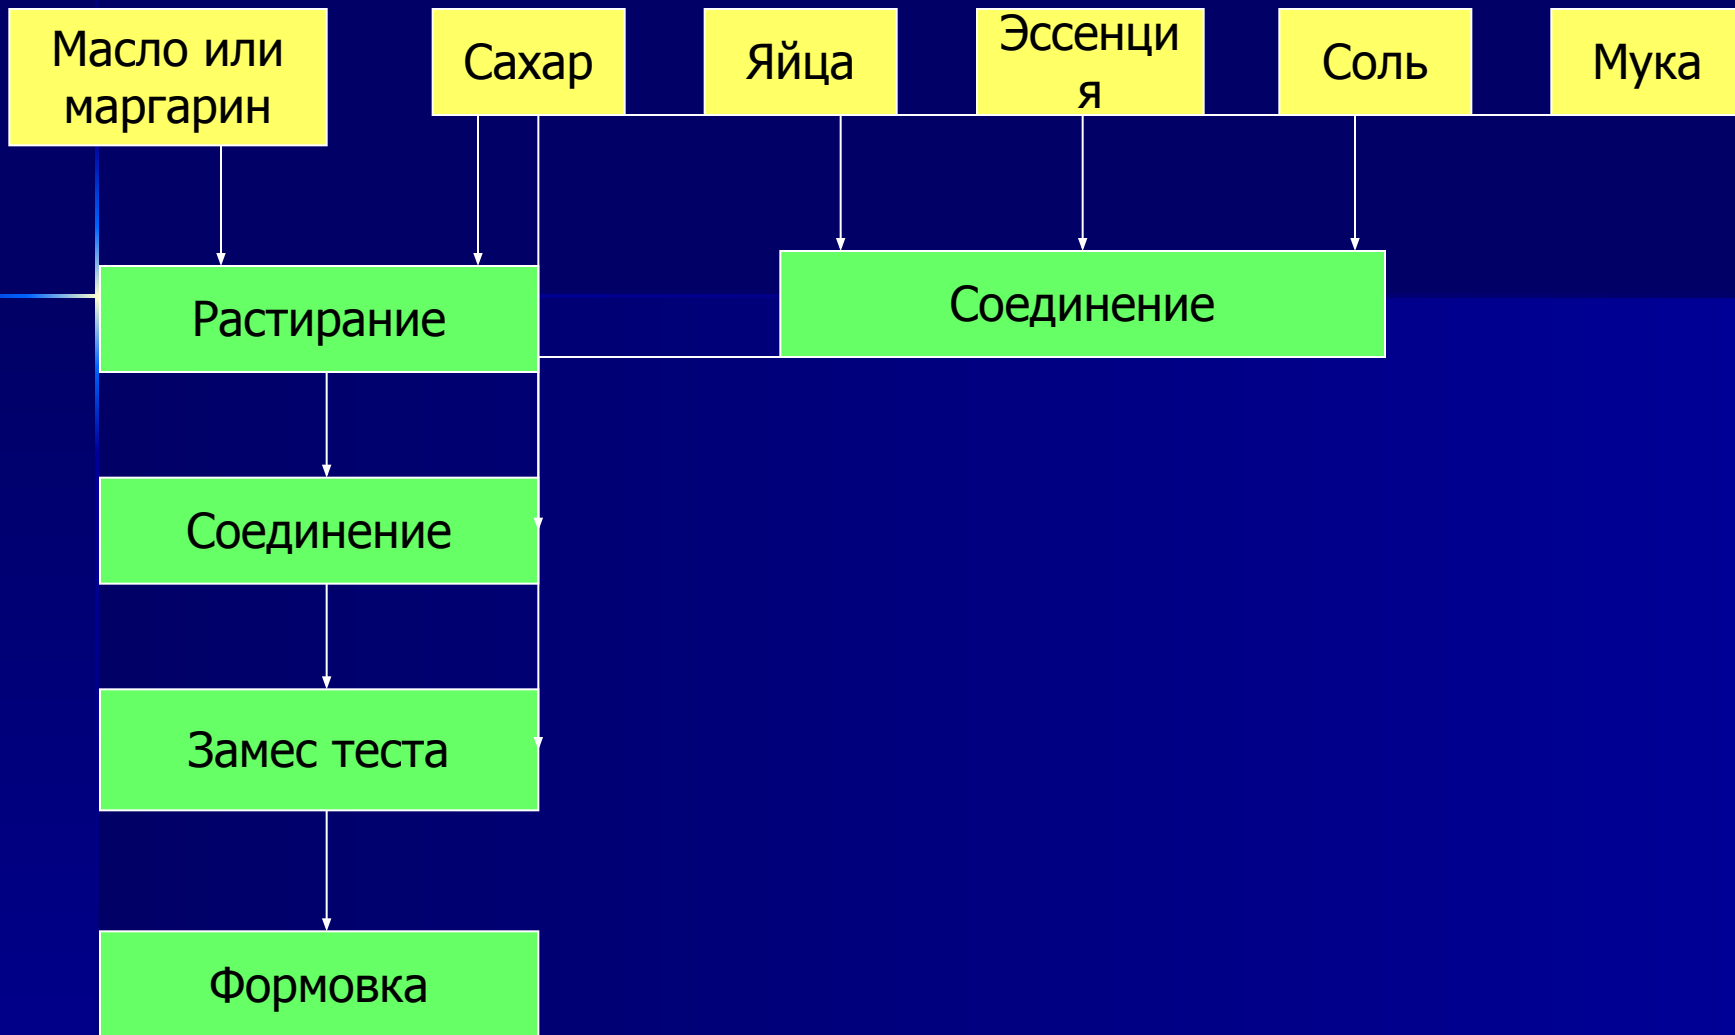 Масло или
маргарин
Сахар
Яйца
Эссенци
я
Соль
Мука
Растирание
Соединение
Соединение
Замес теста
Формовка